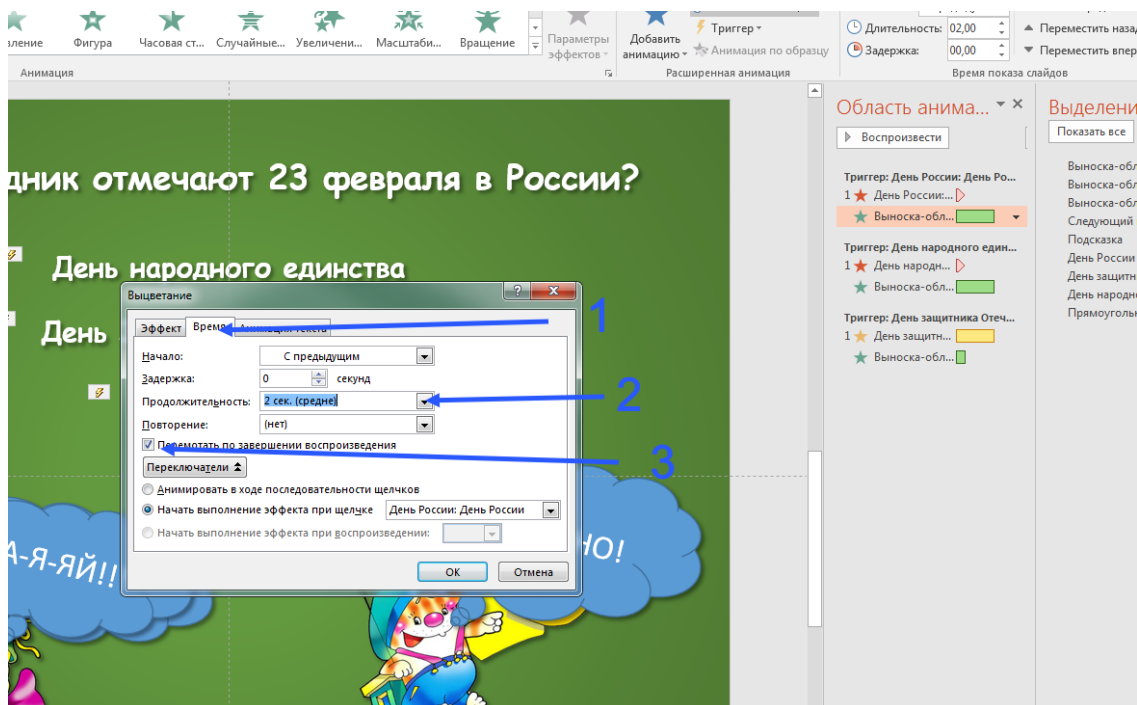 вление Фигура Часовая ст... Случайные... Увеличени... Масштаби... Вращение
Параметры эффектов
Добавить анимацию
Триггер
Анимация по образцу
Длительность: 02,00
Задержка: 00,00
Переместить назад
Переместить впер
Анимация
Расширенная анимация
Время показа слайдов
дник отмечают 23 февраля в России?
День народного единства
День
А-Я-ЯЙ!!
НО!
Выцветание
Эффект Время Анимация текста
Начало: С предыдущим
Задержка: 0 секунд
Продолжительность: 2 сек. (средне)
Повторение: (нет)
Перемотать по завершении воспроизведения
Переключатели
Анимировать в ходе последовательности щелчков
Начать выполнение эффекта при щелчке День России: День России
Начать выполнение эффекта при воспроизведении:
ОК Отмена
1
2
3
Область анима...
Воспроизвести
Триггер: День России: День Ро...
1 День России:...
Выноска-обл...
Триггер: День народного един...
1 День народн...
Выноска-обл...
Триггер: День защитника Отеч...
1 День защитн...
Выноска-обл...
Выделени
Показать все
Выноска-обл
Выноска-обл
Выноска-обл
Следующий
Подсказка
День России
День защитн
День народно
Прямоугольн